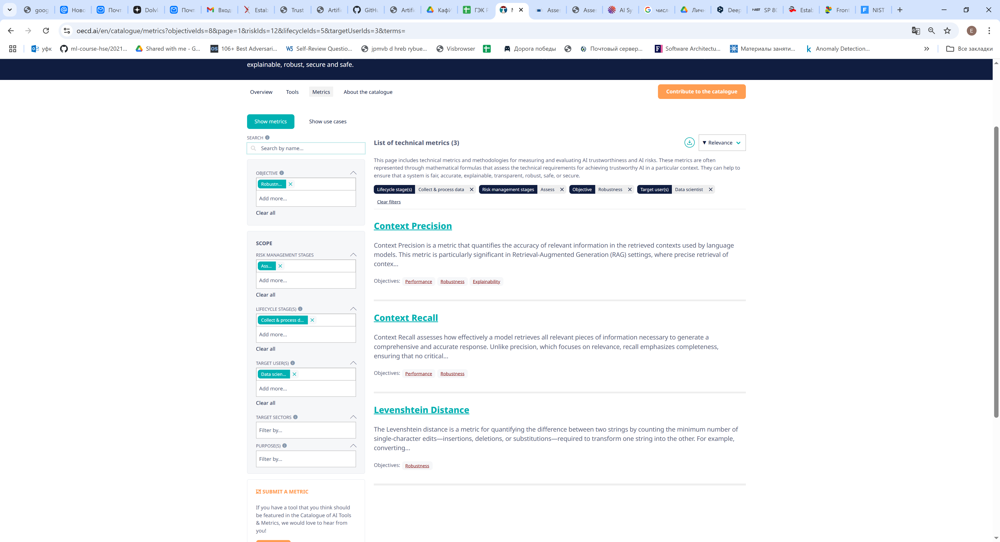 goog
Ново
Почт
Dolvl
Почт
Вход
Estab
Trust
Artific
GitHu
Artific
КафИ
ГЭК Р
Asses
Asses
AI Sy
G числ
Личн
Deep
NIST SP 80
Estab
Front
F NIST
oecd.ai/en/catalogue/metrics?objectiveIds=8&page=1&riskIds=12&lifecycleIds=5&targetUserIds=3&terms=
E
уфк
ml-course-hse/2021...
Shared with me - G...
OS 106+ Best Adversari...
W3 Self-Review Questio...
jpmvb d hreb rybue...
Visbrowser
Дорога победы
Почтовый сервер...
F Software Architectu...
Материалы заняти...
k Anomaly Detection...
Все закладки
explainable, robust, secure and safe.
Overview Tools Metrics About the catalogue
Contribute to the catalogue
Show metrics Show use cases
SEARCH
Search by name...
OBJECTIVE
Robustn...
Add more...
Clear all
SCOPE
RISK MANAGEMENT STAGES
Ass...
Add more...
Clear all
LIFECYCLE STAGE(S)
Collect & process d...
Add more...
Clear all
TARGET USER(S)
Data scien...
Add more...
Clear all
TARGET SECTORS
Filter by...
PURPOSE(S)
Filter by...
SUBMIT A METRIC
If you have a tool that you think should
be featured in the Catalogue of AI Tools
& Metrics, we would love to hear from
you!
List of technical metrics (3)
Relevance
This page includes technical metrics and methodologies for measuring and evaluating AI trustworthiness and AI risks. These metrics are often
represented through mathematical formulas that assess the technical requirements for achieving trustworthy AI in a particular context. They can help to
ensure that a system is fair, accurate, explainable, transparent, robust, safe, or secure.
Lifecycle stage(s) Collect & process data Risk management stages Assess Objective Robustness Target user(s) Data scientist
Clear filters
Context Precision
Context Precision is a metric that quantifies the accuracy of relevant information in the retrieved contexts used by language
models. This metric is particularly significant in Retrieval-Augmented Generation (RAG) settings, where precise retrieval of
contex...
Objectives: Performance Robustness Explainability
Context Recall
Context Recall assesses how effectively a model retrieves all relevant pieces of information necessary to generate a
comprehensive and accurate response. Unlike precision, which focuses on relevance, recall emphasizes completeness,
ensuring that no critical...
Objectives: Performance Robustness
Levenshtein Distance
The Levenshtein distance is a metric for quantifying the difference between two strings by counting the minimum number of
single-character edits—insertions, deletions, or substitutions—required to transform one string into the other. For example,
converting...
Objectives: Robustness